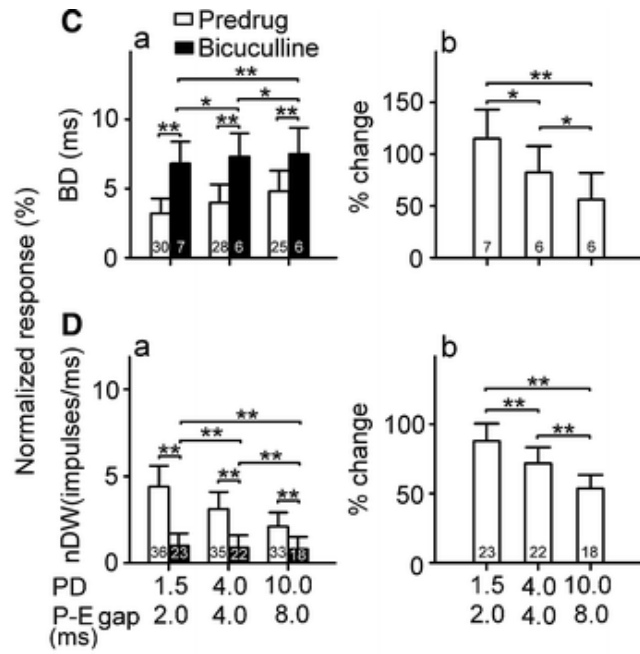 C
Predrug
Bicuculline
a
b
**
**
*
*
*
*
** ** **
10
5
0
BD (ms)
150
100
50
0
% change
30 7 28 6 25 6
7 6 6
Normalized response (%)
D
a
b
**
**
**
**
**
**
** ** **
10
5
0
nDW(impulses/ms)
100
50
0
% change
36 23 35 22 33 18
23 22 18
PD 1.5 4.0 10.0 1.5 4.0 10.0
P-E gap 2.0 4.0 8.0 2.0 4.0 8.0
(ms)